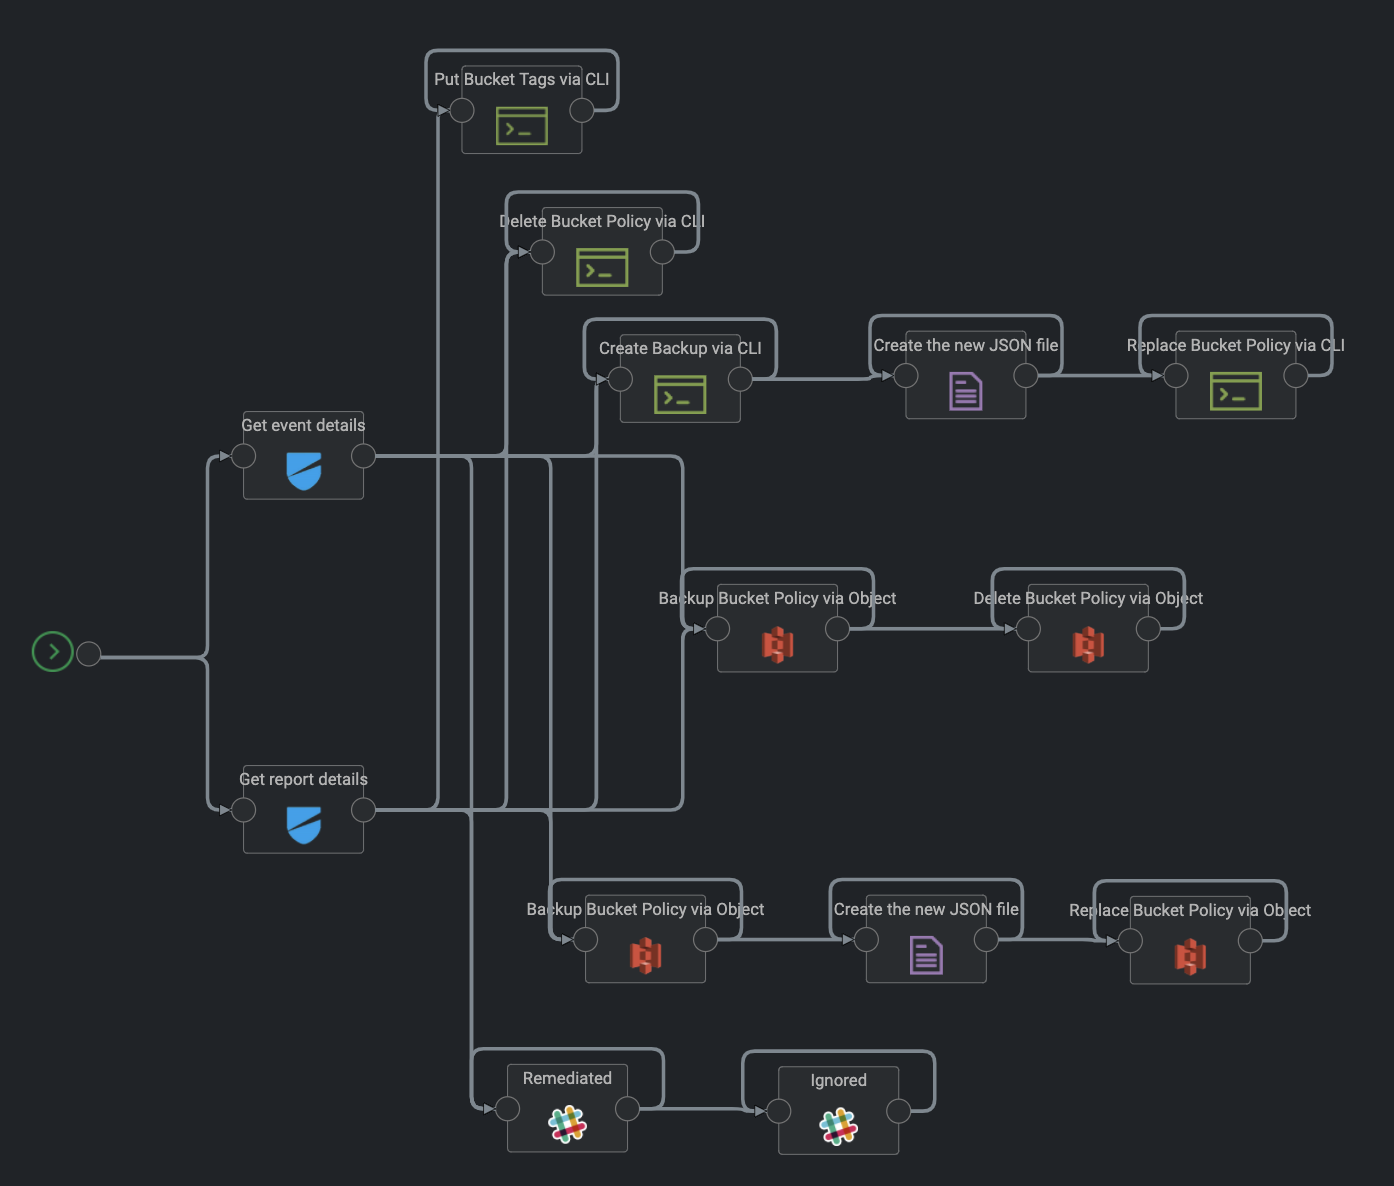 Put Bucket Tags via CLI
Delete Bucket Policy via CLI
Create Backup via CLI
Create the new JSON file
Replace Bucket Policy via CLI
Get event details
Backup Bucket Policy via Object
Delete Bucket Policy via Object
Get report details
Backup Bucket Policy via Object
Create the new JSON file
Replace Bucket Policy via Object
Remediated
Ignored